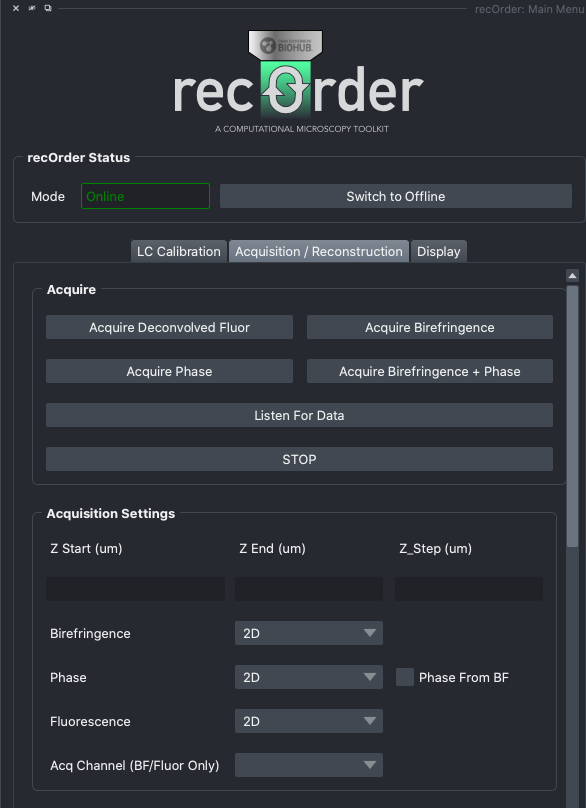 recOrder: Main Menu
BIOHUB
recOrder
A COMPUTATIONAL MICROSCOPY TOOLKIT
recOrder Status
Mode
Online
Switch to Offline
LC Calibration
Acquisition / Reconstruction
Display
Acquire
Acquire Deconvolved Fluor
Acquire Birefringence
Acquire Phase
Acquire Birefringence + Phase
Listen For Data
STOP
Acquisition Settings
Z Start (um)
Z End (um)
Z_Step (um)
Birefringence
2D
Phase
2D
Phase From BF
Fluorescence
2D
Acq Channel (BF/Fluor Only)